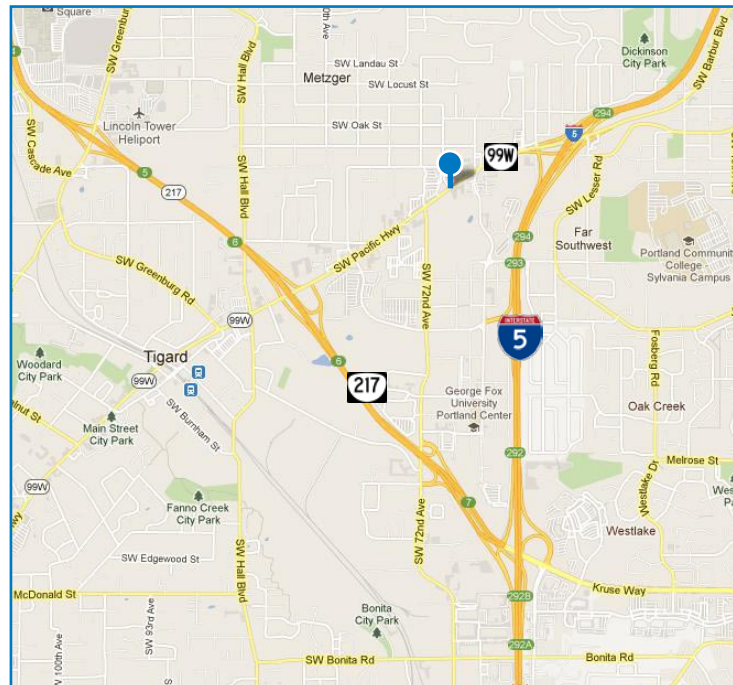 Square
SW Greenburg
SW Hall Blvd
SW Landau St
Metzger
SW Locust St
Dickinson
City Park
SW Barbur Blvd
294
Lincoln Tower
Heliport
SW Oak St
5
99W
SW Cascade Ave
5
217
SW Hall Blvd
SW Lesser Rd
6
SW Pacific Hwy
294
Far
Southwest
Portland Community
College
Sylvania Campus
293
SW Greenburg Rd
SW 72nd Ave
99W
INTERSTATE
5
Woodard
City Park
Tigard
6
Fosberg Rd
99W
217
George Fox
University
Portland Center
Oak Creek
SW Burnham St
Main Street
City Park
292
Melrose St
99W
Westlake Dr
Fanno Creek
City Park
7
SW 72nd Ave
Westlake
SW Edgewood St
SW Hall Blvd
Kruse Way
McDonald St
292B
SW 93rd Ave
Bonita
City Park
292A
SW 100th Ave
SW Bonita Rd
Bonita Rd